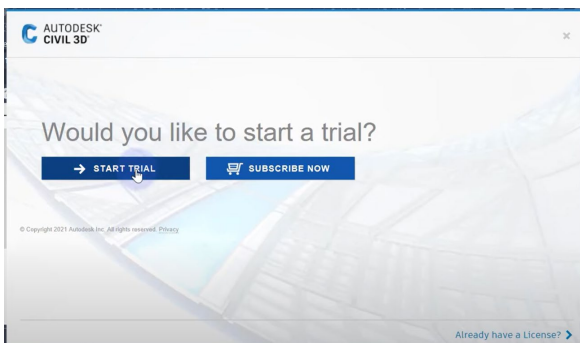 AUTODESK®
CIVIL 3D®
Would you like to start a trial?
START TRIAL
SUBSCRIBE NOW
© Copyright 2021 Autodesk Inc. All rights reserved. Privacy
Already have a License?